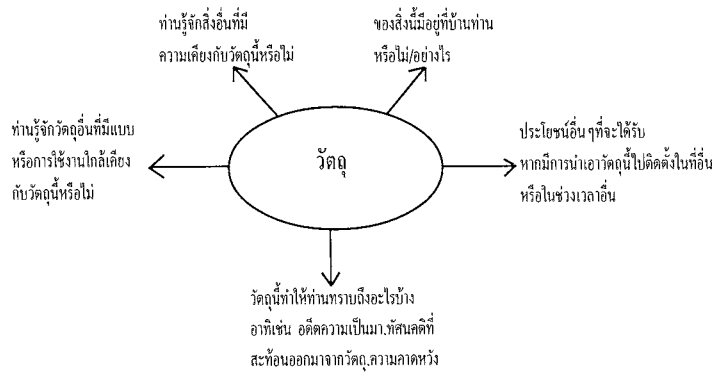 ท่านรู้จักสิ่งอื่นที่มี
ความเคียงกับวัตถุนี้หรือไม่
ของสิ่งนี้มีอยู่ที่บ้านท่าน
หรือไม่/อย่างไร
ท่านรู้จักวัตถุอื่นที่มีแบบ
หรือการใช้งานใกล้เคียง
กับวัตถุนี้หรือไม่
วัตถุ
ประโยชน์อื่น ๆที่จะได้รับ
หากมีการนำเอาวัตถุนี้ไปติดตั้งในที่อื่น
หรือในช่วงเวลาอื่น
วัตถุนี้ทำให้ท่านทราบถึงอะไรบ้าง
อาทิเช่น อดีตความเป็นมา,ทัศนคติที่
สะท้อนออกมาจากวัตถุ,ความคาดหวัง